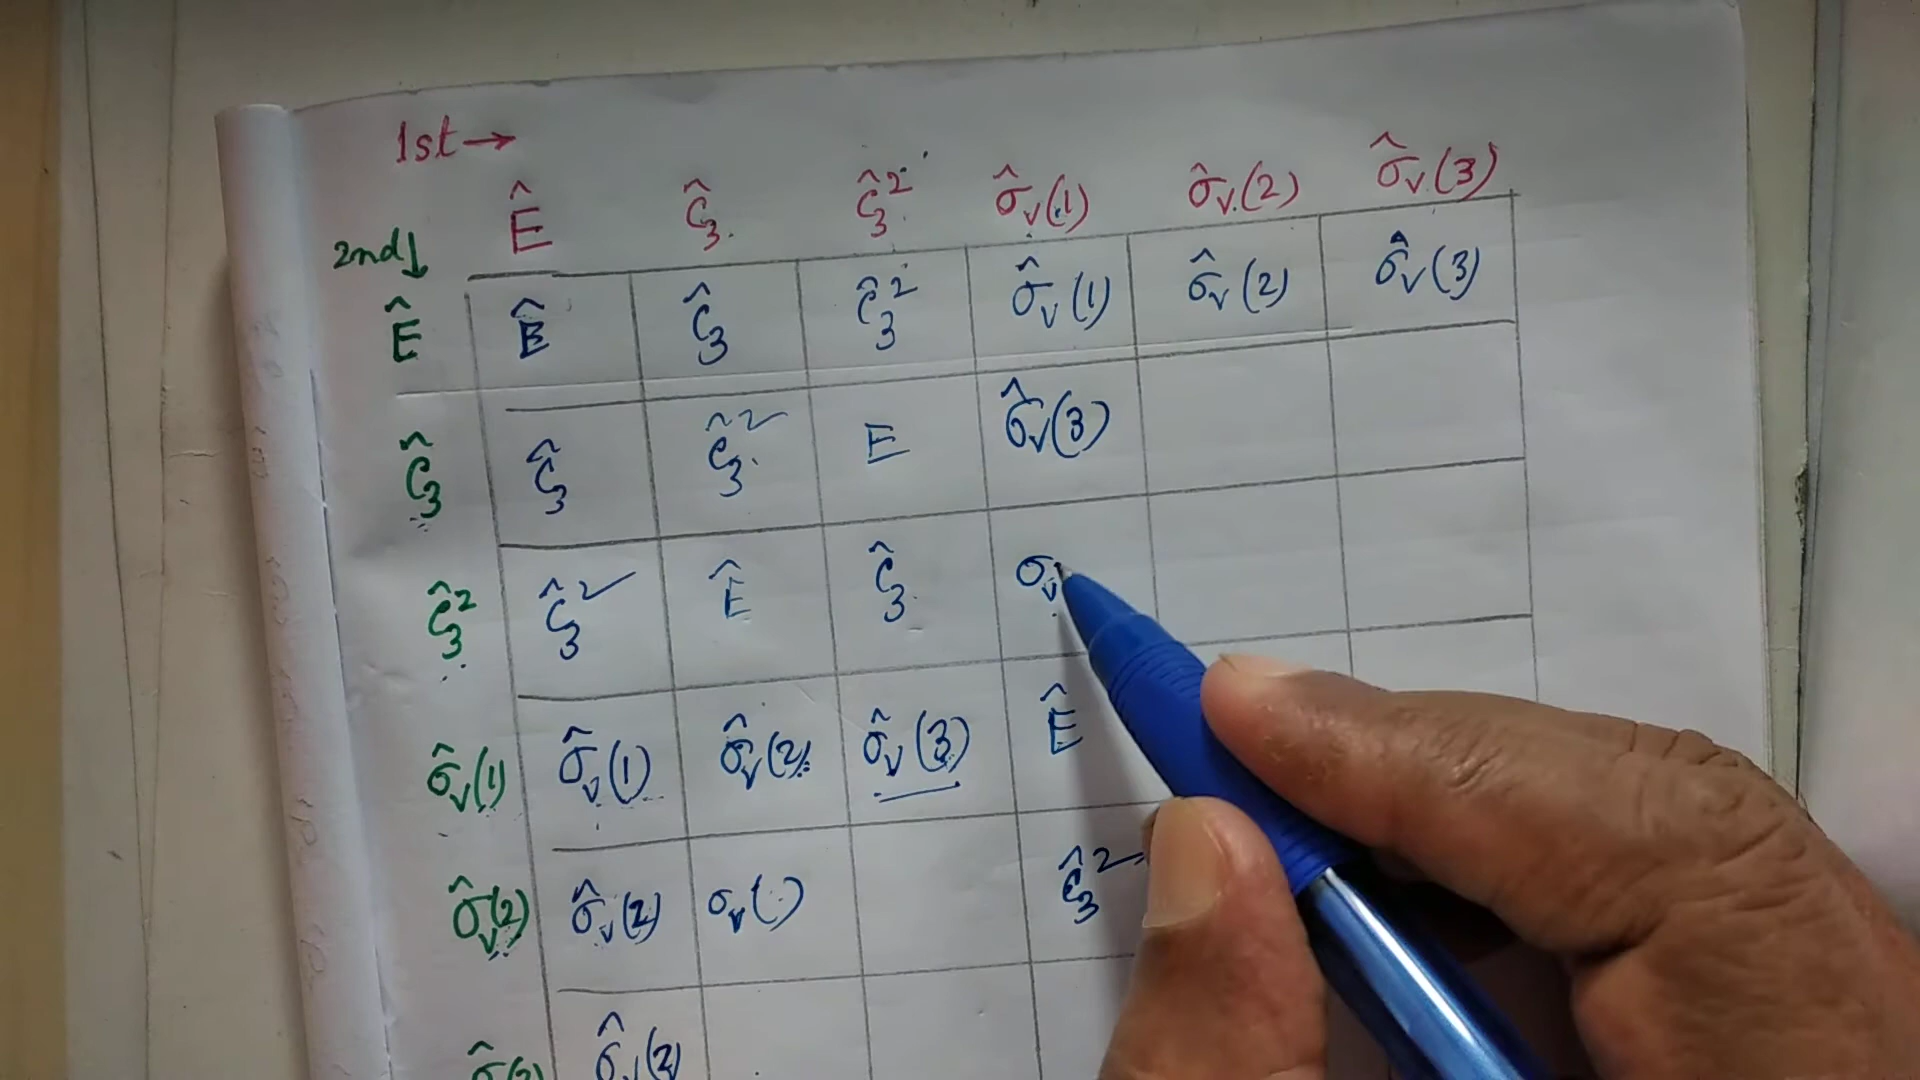 1st→
Ê Ĉ₃ Ĉ₃² σ̂ᵥ(1) σ̂ᵥ(2) σ̂ᵥ(3)
2nd↓
Ê Ê Ĉ₃ Ĉ₃² σ̂ᵥ(1) σ̂ᵥ(2) σ̂ᵥ(3)
Ĉ₃ Ĉ₃ Ĉ₃² E σ̂ᵥ(3)
Ĉ₃² Ĉ₃² Ê Ĉ₃ σᵥ
σ̂ᵥ(1) σ̂ᵥ(1) σ̂ᵥ(2) σ̂ᵥ(3) Ê
σ̂ᵥ(2) σ̂ᵥ(2) σᵥ( ) Ĉ₃²